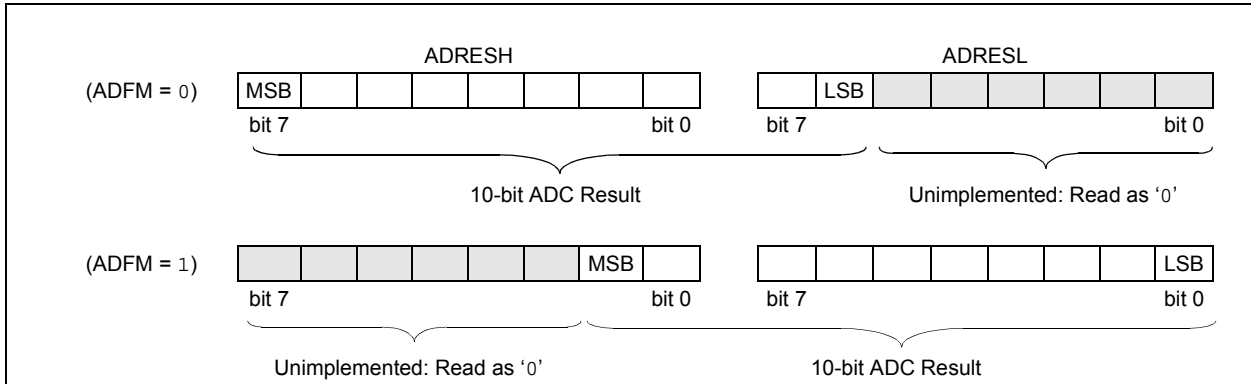 ADRESH ADRESL
(ADFM = 0) MSB LSB
bit 7 bit 0 bit 7 bit 0
10-bit ADC Result Unimplemented: Read as ‘0’
(ADFM = 1) MSB LSB
bit 7 bit 0 bit 7 bit 0
Unimplemented: Read as ‘0’ 10-bit ADC Result